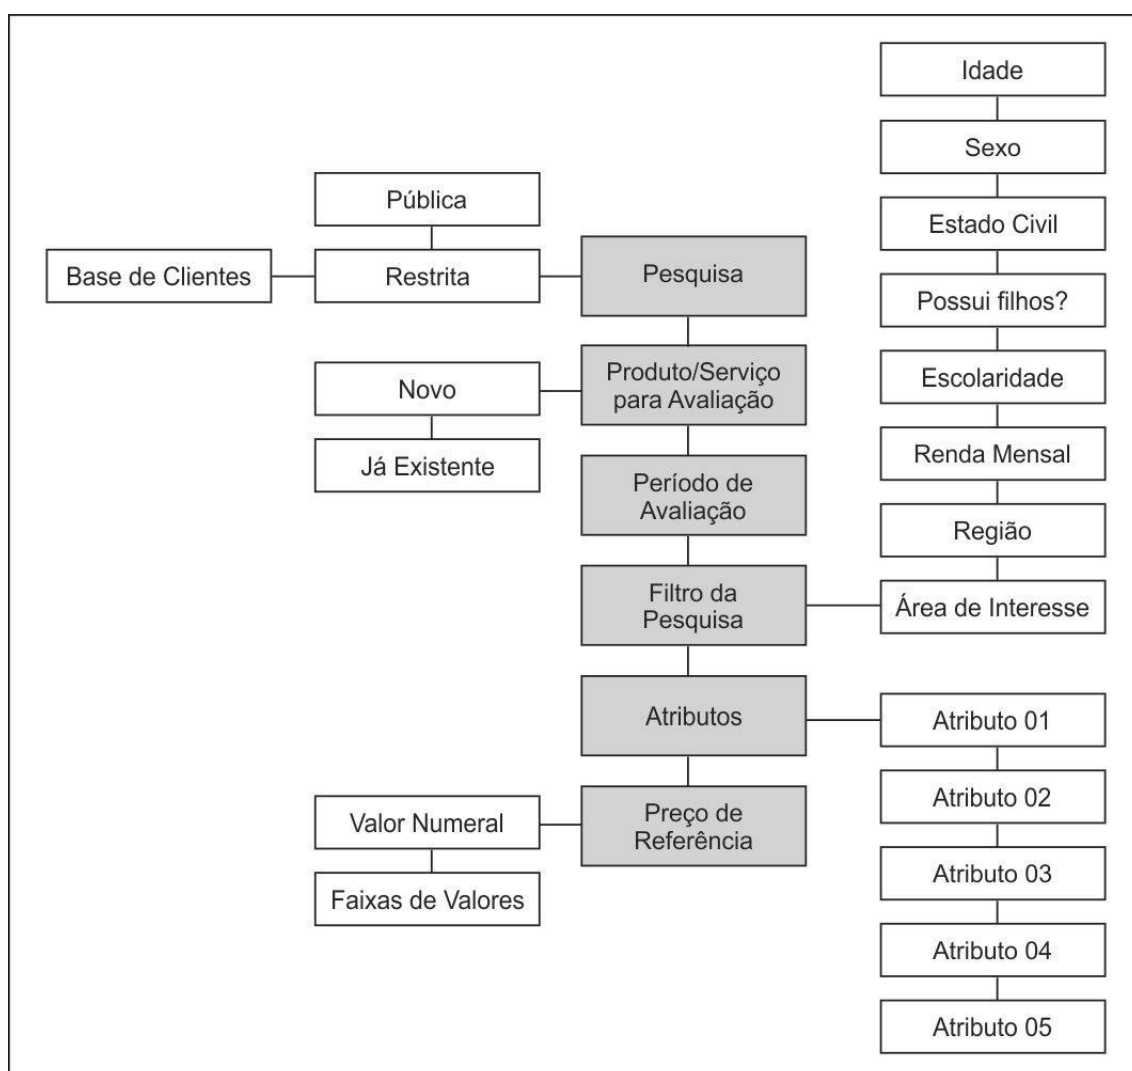 Idade
Sexo
Pública
Estado Civil
Base de Clientes
Restrita
Pesquisa
Possui filhos?
Novo
Produto/Serviço
para Avaliação
Escolaridade
Já Existente
Renda Mensal
Período de
Avaliação
Região
Filtro da
Pesquisa
Área de Interesse
Atributos
Atributo 01
Valor Numeral
Preço de
Referência
Atributo 02
Faixas de Valores
Atributo 03
Atributo 04
Atributo 05